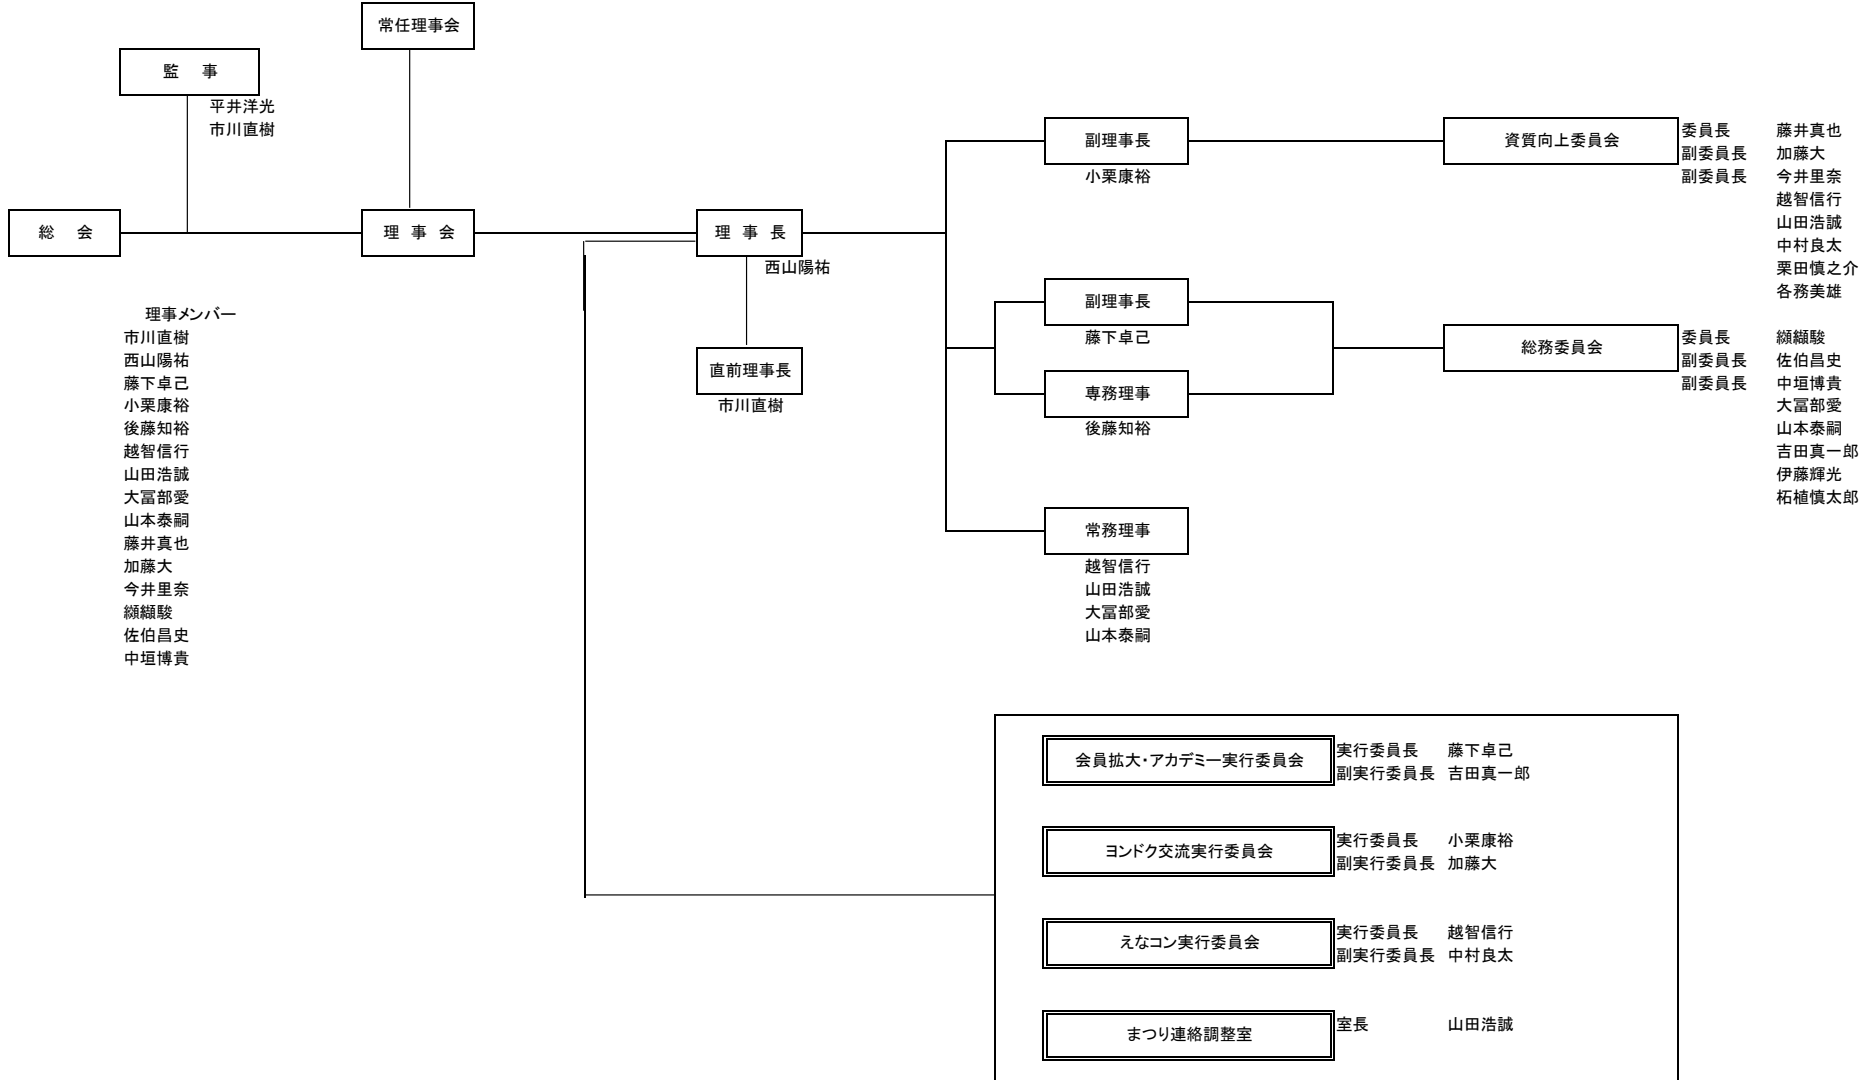 常任理事会
監 事
平井洋光
市川直樹
総 会
理 事 会
理 事 長
西山陽祐
直前理事長
市川直樹
理事メンバー
市川直樹
西山陽祐
藤下卓己
小栗康裕
後藤知裕
越智信行
山田浩誠
大冨部愛
山本泰嗣
藤井真也
加藤大
今井里奈
纐纈駿
佐伯昌史
中垣博貴
副理事長
小栗康裕
副理事長
藤下卓己
専務理事
後藤知裕
常務理事
越智信行
山田浩誠
大冨部愛
山本泰嗣
資質向上委員会
委員長 藤井真也
副委員長 加藤大
副委員長 今井里奈
越智信行
山田浩誠
中村良太
栗田慎之介
各務美雄
総務委員会
委員長 纐纈駿
副委員長 佐伯昌史
副委員長 中垣博貴
大冨部愛
山本泰嗣
吉田真一郎
伊藤輝光
柘植慎太郎
会員拡大・アカデミー実行委員会
実行委員長 藤下卓己
副実行委員長 吉田真一郎
ヨンドク交流実行委員会
実行委員長 小栗康裕
副実行委員長 加藤大
えなコン実行委員会
実行委員長 越智信行
副実行委員長 中村良太
まつり連絡調整室
室長 山田浩誠